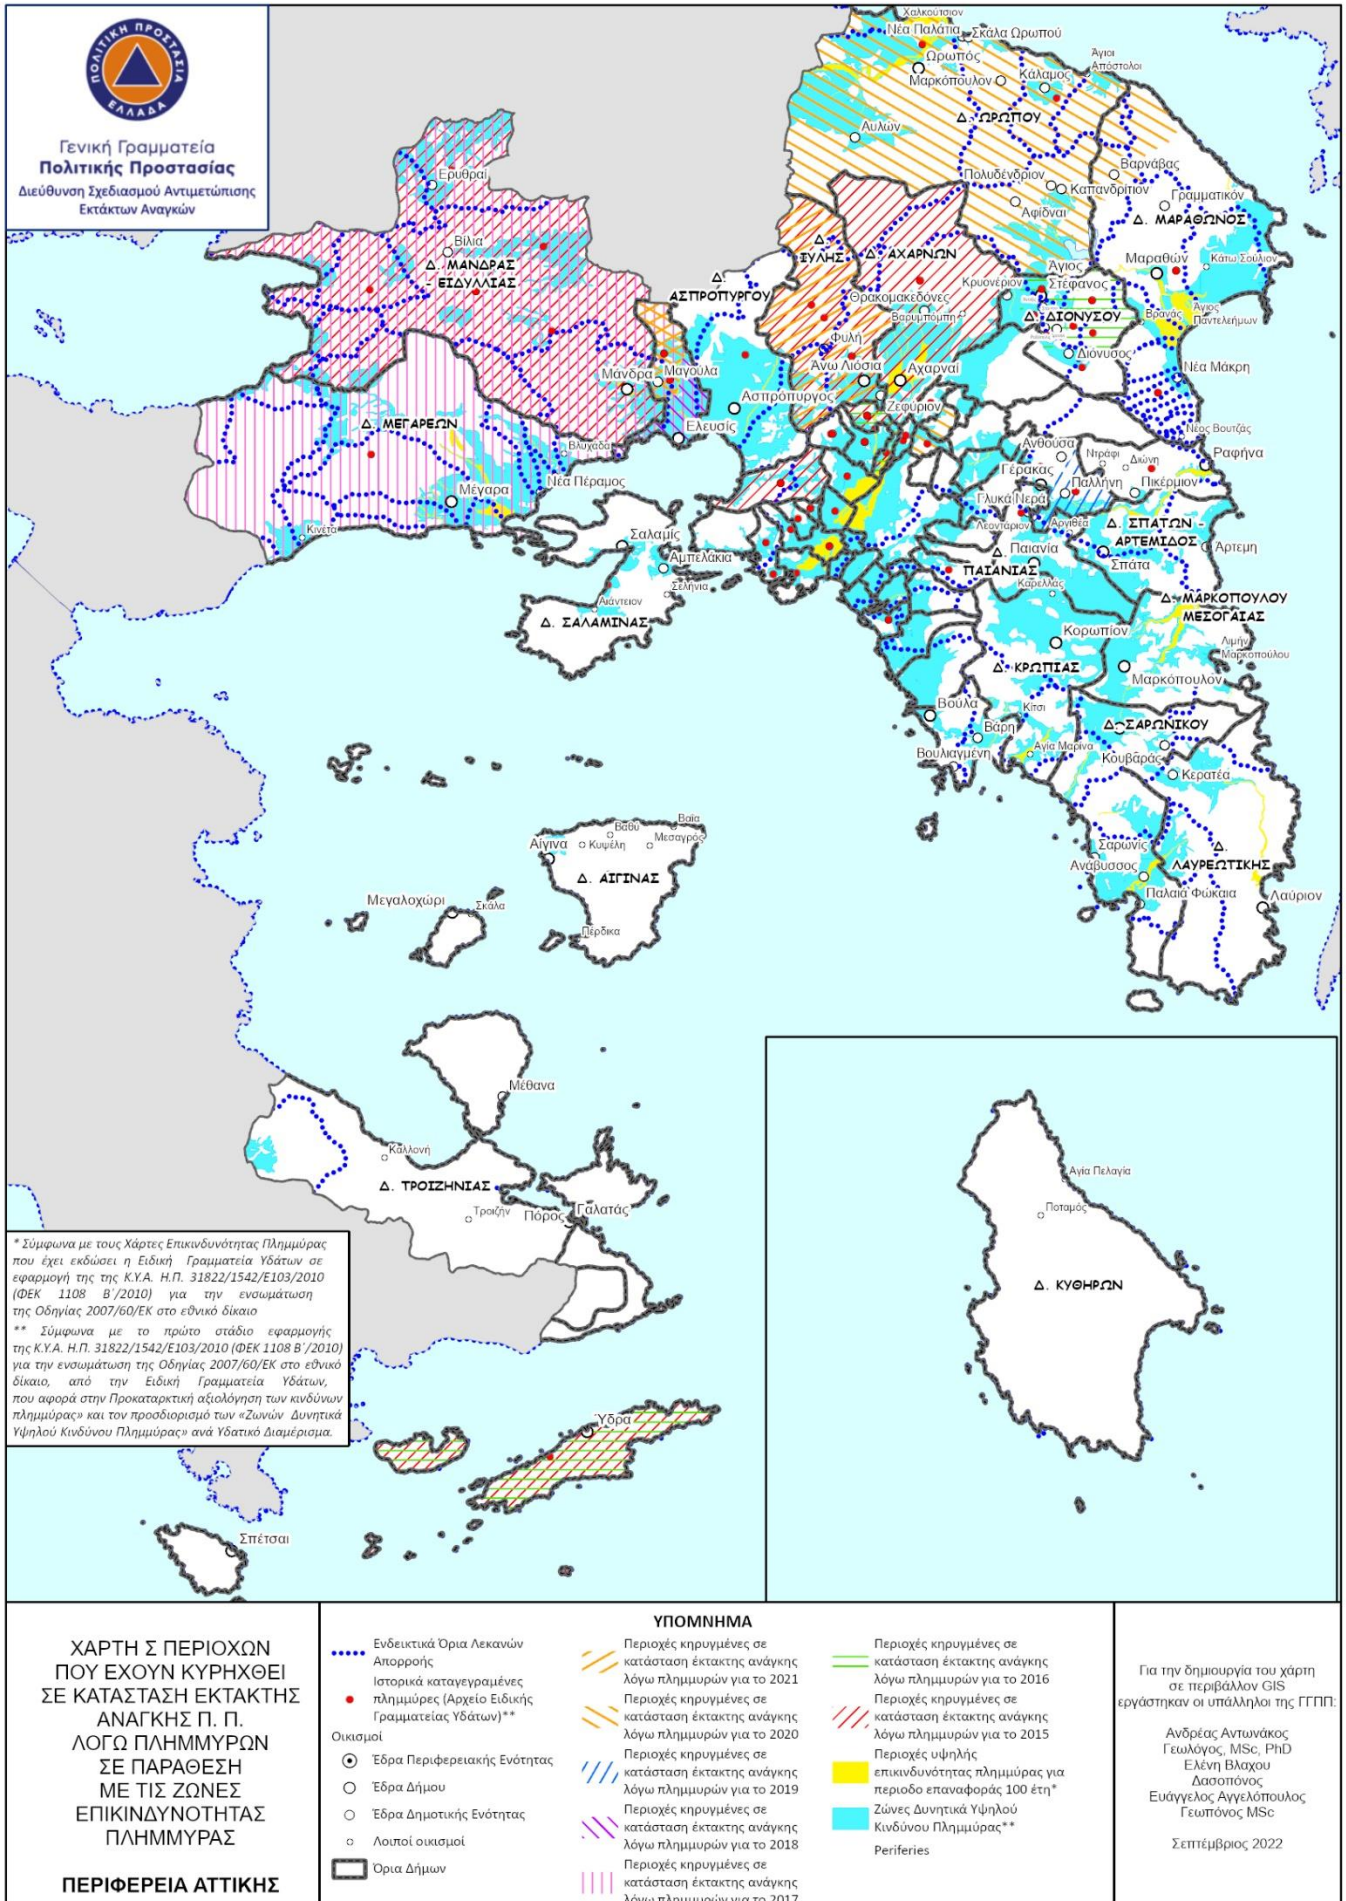 ΠΟΛΙΤΙΚΗ ΠΡΟΣΤΑΣΙΑ
ΕΛΛΑΔΑ
Γενική Γραμματεία
Πολιτικής Προστασίας
Διεύθυνση Σχεδιασμού Αντιμετώπισης
Εκτάκτων Αναγκών
Χαλκούτσιον
Νέα Παλάτια
Σκάλα Ωρωπού
Ωρωπός
Μαρκόπουλον
Κάλαμος
Άγιοι
Απόστολοι
Δ. ΩΡΩΠΟΥ
Αυλών
Ερυθραί
Βαρνάβας
Πολυδένδριον
Καπανδρίτιον
Γραμματικόν
Αφίδναι
Δ. ΜΑΡΑΘΩΝΟΣ
Βίλια
Δ. ΜΑΝΔΡΑΣ
- ΕΙΔΥΛΛΙΑΣ
Δ.
ΦΥΛΗΣ
Δ. ΑΧΑΡΝΩΝ
Δ.
ΑΣΠΡΟΠΥΡΓΟΥ
Άγιος
Στέφανος
Μαραθών
Κάτω Σούλιον
Κρυονέριον
Θρακομακεδόνες
Βαρυμπόμπη
Δ. ΔΙΟΝΥΣΟΥ
Βρανάς
Άγιος
Παντελεήμων
Φυλή
Διόνυσος
Μάνδρα
Μαγούλα
Άνω Λιόσια
Αχαρναί
Νέα Μάκρη
Ασπρόπυργος
Ζεφύριον
Δ. ΜΕΓΑΡΕΩΝ
Ελευσίς
Βλυχάδα
Νέος Βουτζάς
Ανθούσα
Ντράφι
Διώνη
Ραφήνα
Γέρακας
Παλλήνη
Πικέρμιον
Νέα Πέραμος
Μέγαρα
Γλυκά Νερά
Λεοντάριον
Αργιθέα
Δ. ΣΠΑΤΩΝ -
ΑΡΤΕΜΙΔΟΣ
Κινέτα
Σαλαμίς
Αμπελάκια
Δ.
ΠΑΙΑΝΙΑΣ
Παιανία
Σπάτα
Άρτεμη
Σελήνια
Αιάντειον
Καρελλάς
Δ. ΣΑΛΑΜΙΝΑΣ
Δ. ΜΑΡΚΟΠΟΥΛΟΥ
ΜΕΣΟΓΑΙΑΣ
Κορωπίον
Λιμήν
Μαρκοπούλου
Δ. ΚΡΩΠΙΑΣ
Μαρκόπουλον
Βούλα
Κίτσι
Βάρη
Δ. ΣΑΡΩΝΙΚΟΥ
Βουλιαγμένη
Αγία Μαρίνα
Κουβαράς
Κερατέα
Βαθύ
Βαϊα
Αίγινα
Κυψέλη
Μεσαγρός
Δ. ΑΙΓΙΝΑΣ
Σαρωνίς
Ανάβυσσος
Δ.
ΛΑΥΡΕΩΤΙΚΗΣ
Παλαιά Φώκαια
Λαύριον
Μεγαλοχώρι
Σκάλα
Πέρδικα
Μέθανα
Καλλονή
Δ. ΤΡΟΙΖΗΝΙΑΣ
Τροιζήν
Πόρος
Γαλατάς
Αγία Πελαγία
Ποταμός
Δ. ΚΥΘΗΡΩΝ
* Σύμφωνα με τους Χάρτες Επικινδυνότητας Πλημμύρας
που έχει εκδώσει η Ειδική Γραμματεία Υδάτων σε
εφαρμογή της της Κ.Υ.Α. Η.Π. 31822/1542/Ε103/2010
(ΦΕΚ 1108 Β΄/2010) για την ενσωμάτωση
της Οδηγίας 2007/60/ΕΚ στο εθνικό δίκαιο
** Σύμφωνα με το πρώτο στάδιο εφαρμογής
της Κ.Υ.Α. Η.Π. 31822/1542/Ε103/2010 (ΦΕΚ 1108 Β΄/2010)
για την ενσωμάτωση της Οδηγίας 2007/60/ΕΚ στο εθνικό
δίκαιο, από την Ειδική Γραμματεία Υδάτων,
που αφορά στην Προκαταρκτική αξιολόγηση των κινδύνων
πλημμύρας» και τον προσδιορισμό των «Ζωνών Δυνητικά
Υψηλού Κινδύνου Πλημμύρας» ανά Υδατικό Διαμέρισμα.
Ύδρα
Σπέτσαι
ΧΑΡΤΗ Σ ΠΕΡΙΟΧΩΝ
ΠΟΥ ΕΧΟΥΝ ΚΥΡΗΧΘΕΙ
ΣΕ ΚΑΤΑΣΤΑΣΗ ΕΚΤΑΚΤΗΣ
ΑΝΑΓΚΗΣ Π. Π.
ΛΟΓΩ ΠΛΗΜΜΥΡΩΝ
ΣΕ ΠΑΡΑΘΕΣΗ
ΜΕ ΤΙΣ ΖΩΝΕΣ
ΕΠΙΚΙΝΔΥΝΟΤΗΤΑΣ
ΠΛΗΜΜΥΡΑΣ
ΠΕΡΙΦΕΡΕΙΑ ΑΤΤΙΚΗΣ
ΥΠΟΜΝΗΜΑ
Ενδεικτικά Όρια Λεκανών
Απορροής
Ιστορικά καταγεγραμένες
πλημμύρες (Αρχείο Ειδικής
Γραμματείας Υδάτων)**
Οικισμοί
Έδρα Περιφερειακής Ενότητας
Έδρα Δήμου
Έδρα Δημοτικής Ενότητας
Λοιποί οικισμοί
Όρια Δήμων
Περιοχές κηρυγμένες σε
κατάσταση έκτακτης ανάγκης
λόγω πλημμυρών για το 2021
Περιοχές κηρυγμένες σε
κατάσταση έκτακτης ανάγκης
λόγω πλημμυρών για το 2020
Περιοχές κηρυγμένες σε
κατάσταση έκτακτης ανάγκης
λόγω πλημμυρών για το 2019
Περιοχές κηρυγμένες σε
κατάσταση έκτακτης ανάγκης
λόγω πλημμυρών για το 2018
Περιοχές κηρυγμένες σε
κατάσταση έκτακτης ανάγκης
λόγω πλημμυρών για το 2017
Περιοχές κηρυγμένες σε
κατάσταση έκτακτης ανάγκης
λόγω πλημμυρών για το 2016
Περιοχές κηρυγμένες σε
κατάσταση έκτακτης ανάγκης
λόγω πλημμυρών για το 2015
Περιοχές υψηλής
επικινδυνότητας πλημμύρας για
περιοδο επαναφοράς 100 έτη*
Ζώνες Δυνητικά Υψηλού
Κινδύνου Πλημμύρας**
Periferies
Για την δημιουργία του χάρτη
σε περιβάλλον GIS
εργάστηκαν οι υπάλληλοι της ΓΓΠΠ:
Ανδρέας Αντωνάκος
Γεωλόγος, MSc, PhD
Ελένη Βλαχου
Δασοπόνος
Ευάγγελος Αγγελόπουλος
Γεωπόνος MSc
Σεπτέμβριος 2022